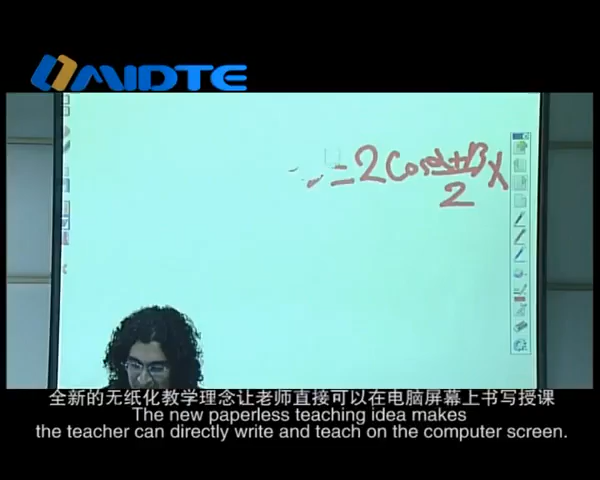 MIDTE
= 2 Cos α+β x
2
全新的无纸化教学理念让老师直接可以在电脑屏幕上书写授课
The new paperless teaching idea makes
the teacher can directly write and teach on the computer screen.